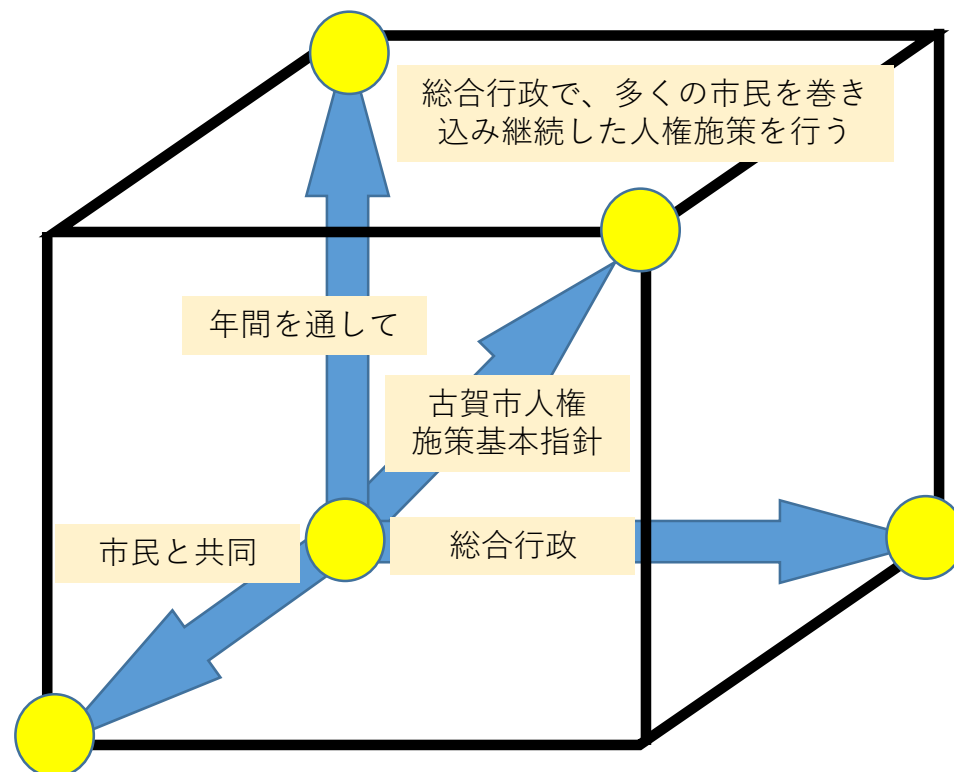 総合行政で、多くの市民を巻き
込み継続した人権施策を行う
年間を通して
古賀市人権
施策基本指針
市民と共同
総合行政